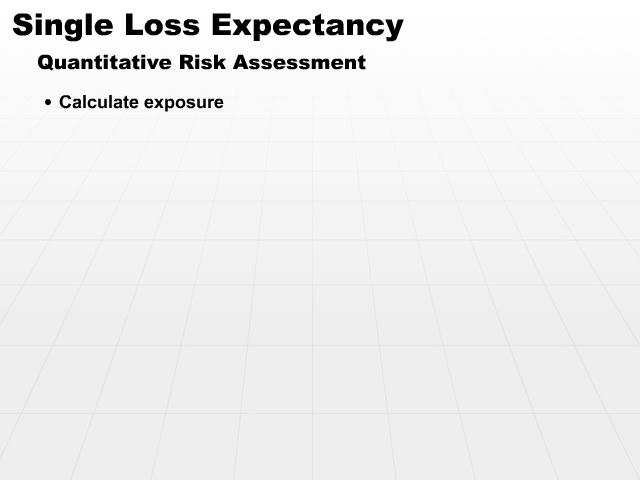 Single Loss Expectancy
Quantitative Risk Assessment
• Calculate exposure